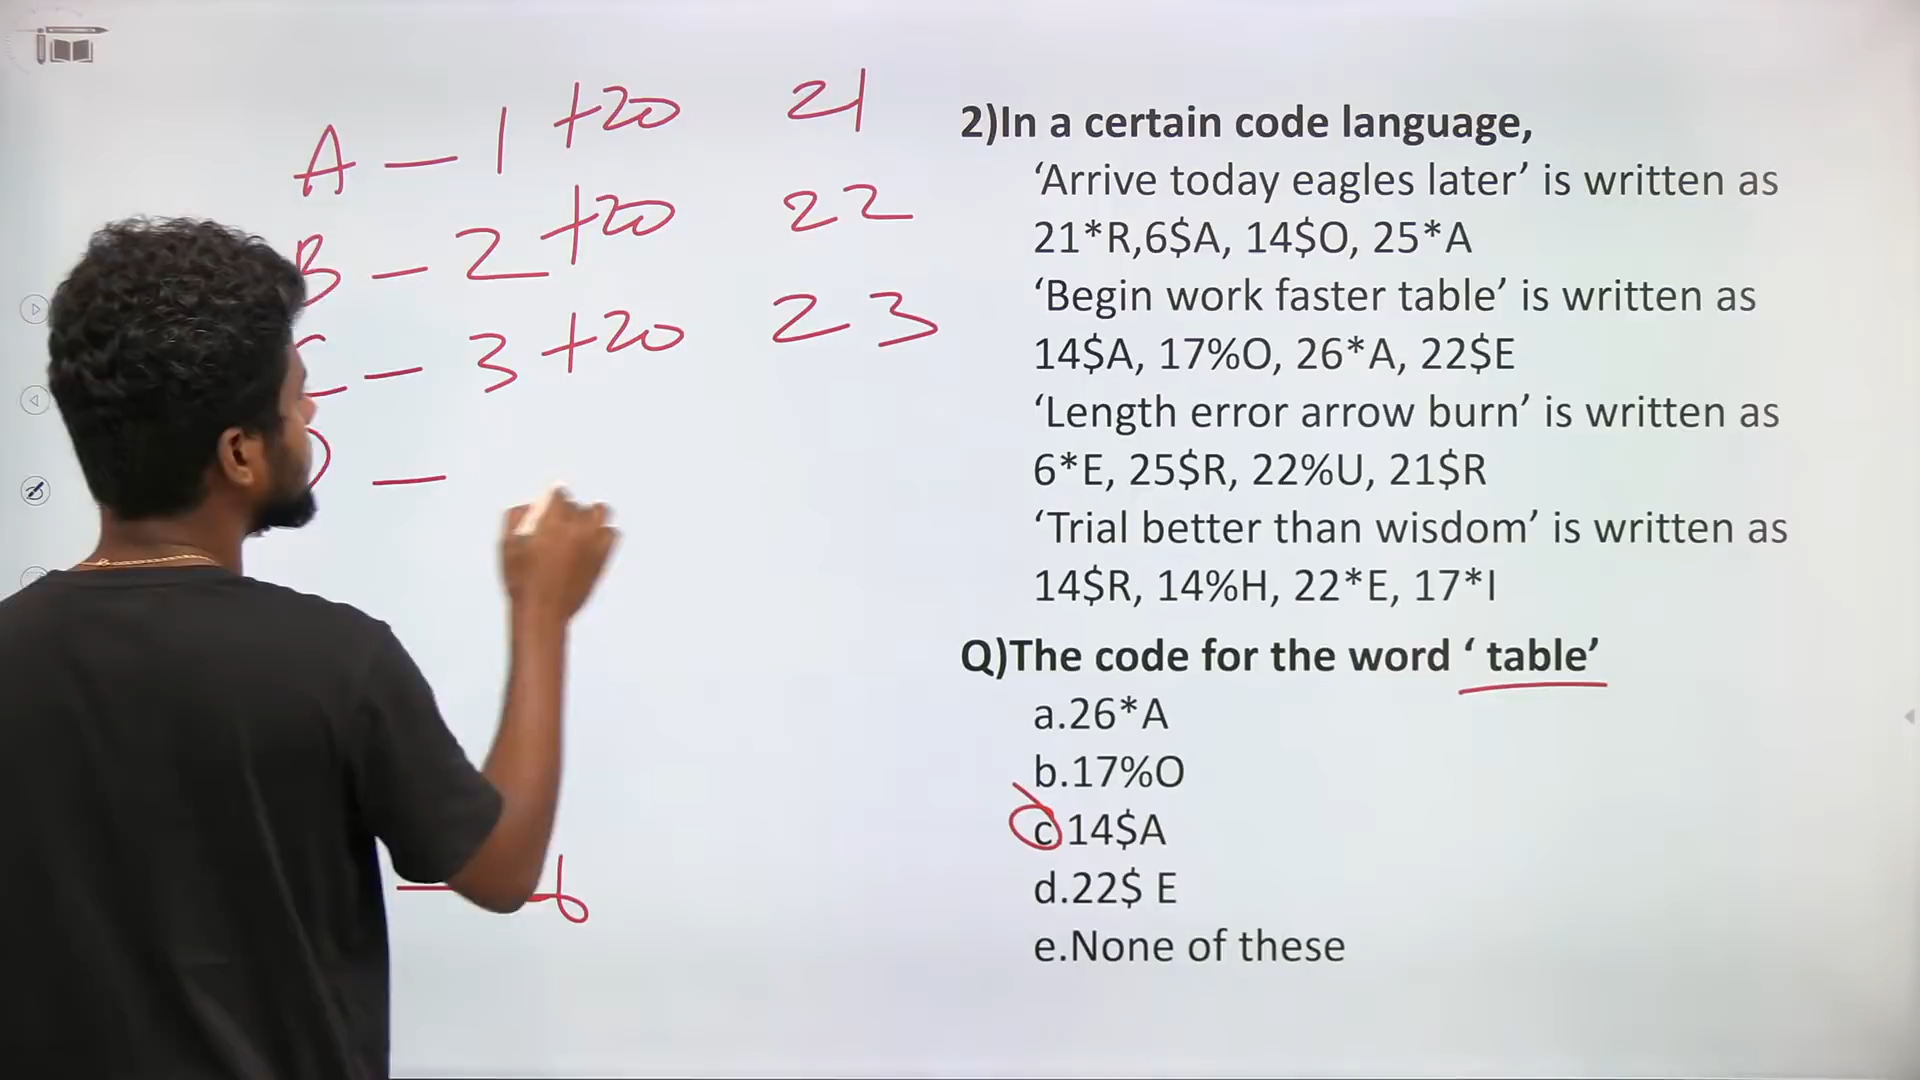 A – 1 +20 21
B – 2 +20 22
C – 3 +20 23
D –
– 6
2)In a certain code language,
‘Arrive today eagles later’ is written as
21*R,6$A, 14$O, 25*A
‘Begin work faster table’ is written as
14$A, 17%O, 26*A, 22$E
‘Length error arrow burn’ is written as
6*E, 25$R, 22%U, 21$R
‘Trial better than wisdom’ is written as
14$R, 14%H, 22*E, 17*I
Q)The code for the word ‘ table’
a.26*A
b.17%O
c 14$A
d.22$ E
e.None of these